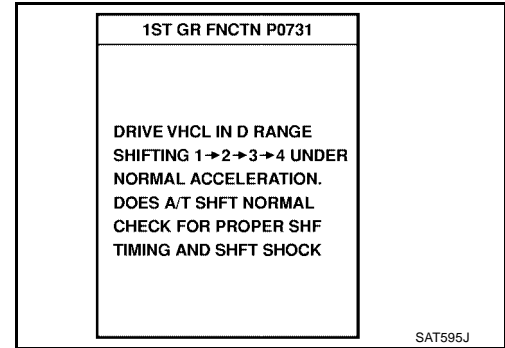 1ST GR FNCTN P0731
DRIVE VHCL IN D RANGE
SHIFTING 1→2→3→4 UNDER
NORMAL ACCELERATION.
DOES A/T SHFT NORMAL
CHECK FOR PROPER SHF
TIMING AND SHFT SHOCK
SAT595J